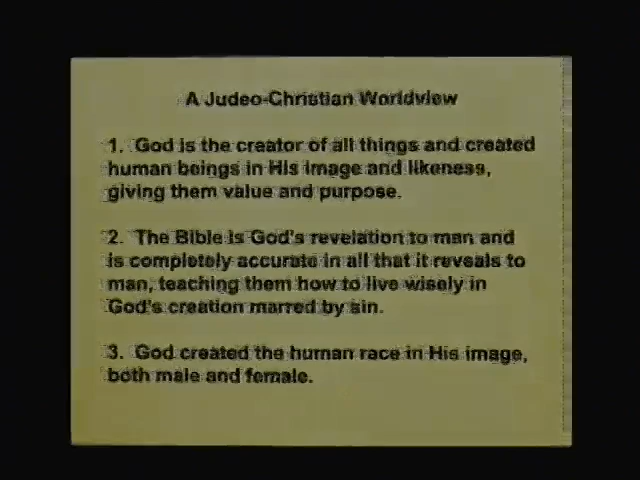 A Judeo-Christian Worldview
1. God is the creator of all things and created
human beings in His image and likeness,
giving them value and purpose.
2. The Bible is God's revelation to man and
is completely accurate in all that it reveals to
man, teaching them how to live wisely in
God's creation marred by sin.
3. God created the human race in His image,
both male and female.